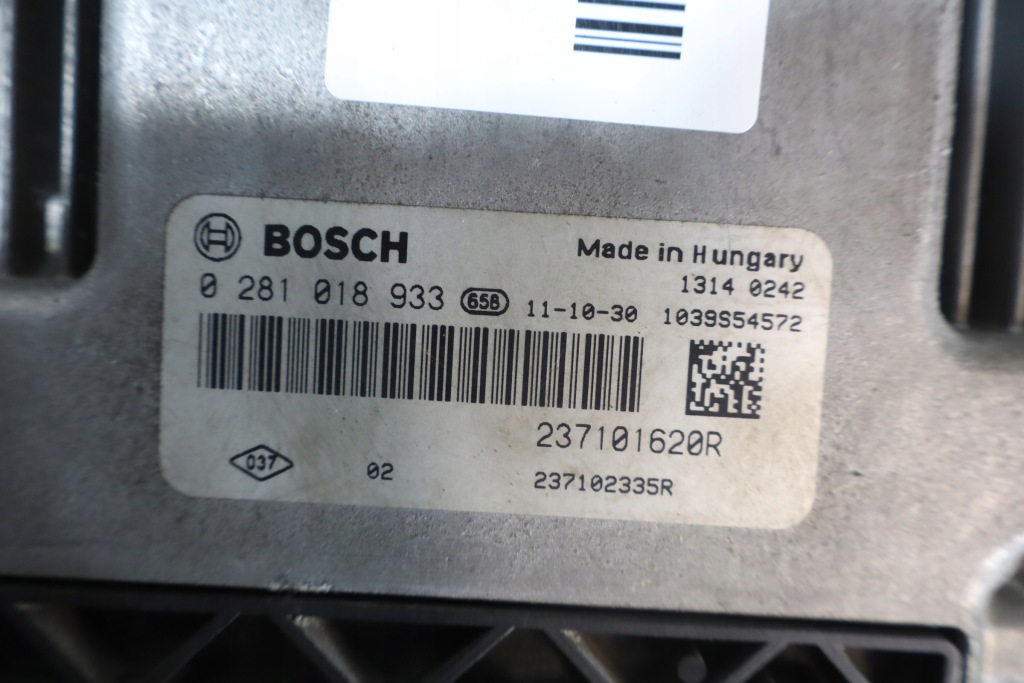 BOSCH
Made in Hungary
1314 0242
0 281 018 933 658 11-10-30 1039S54572
237101620R
037 02 237102335R